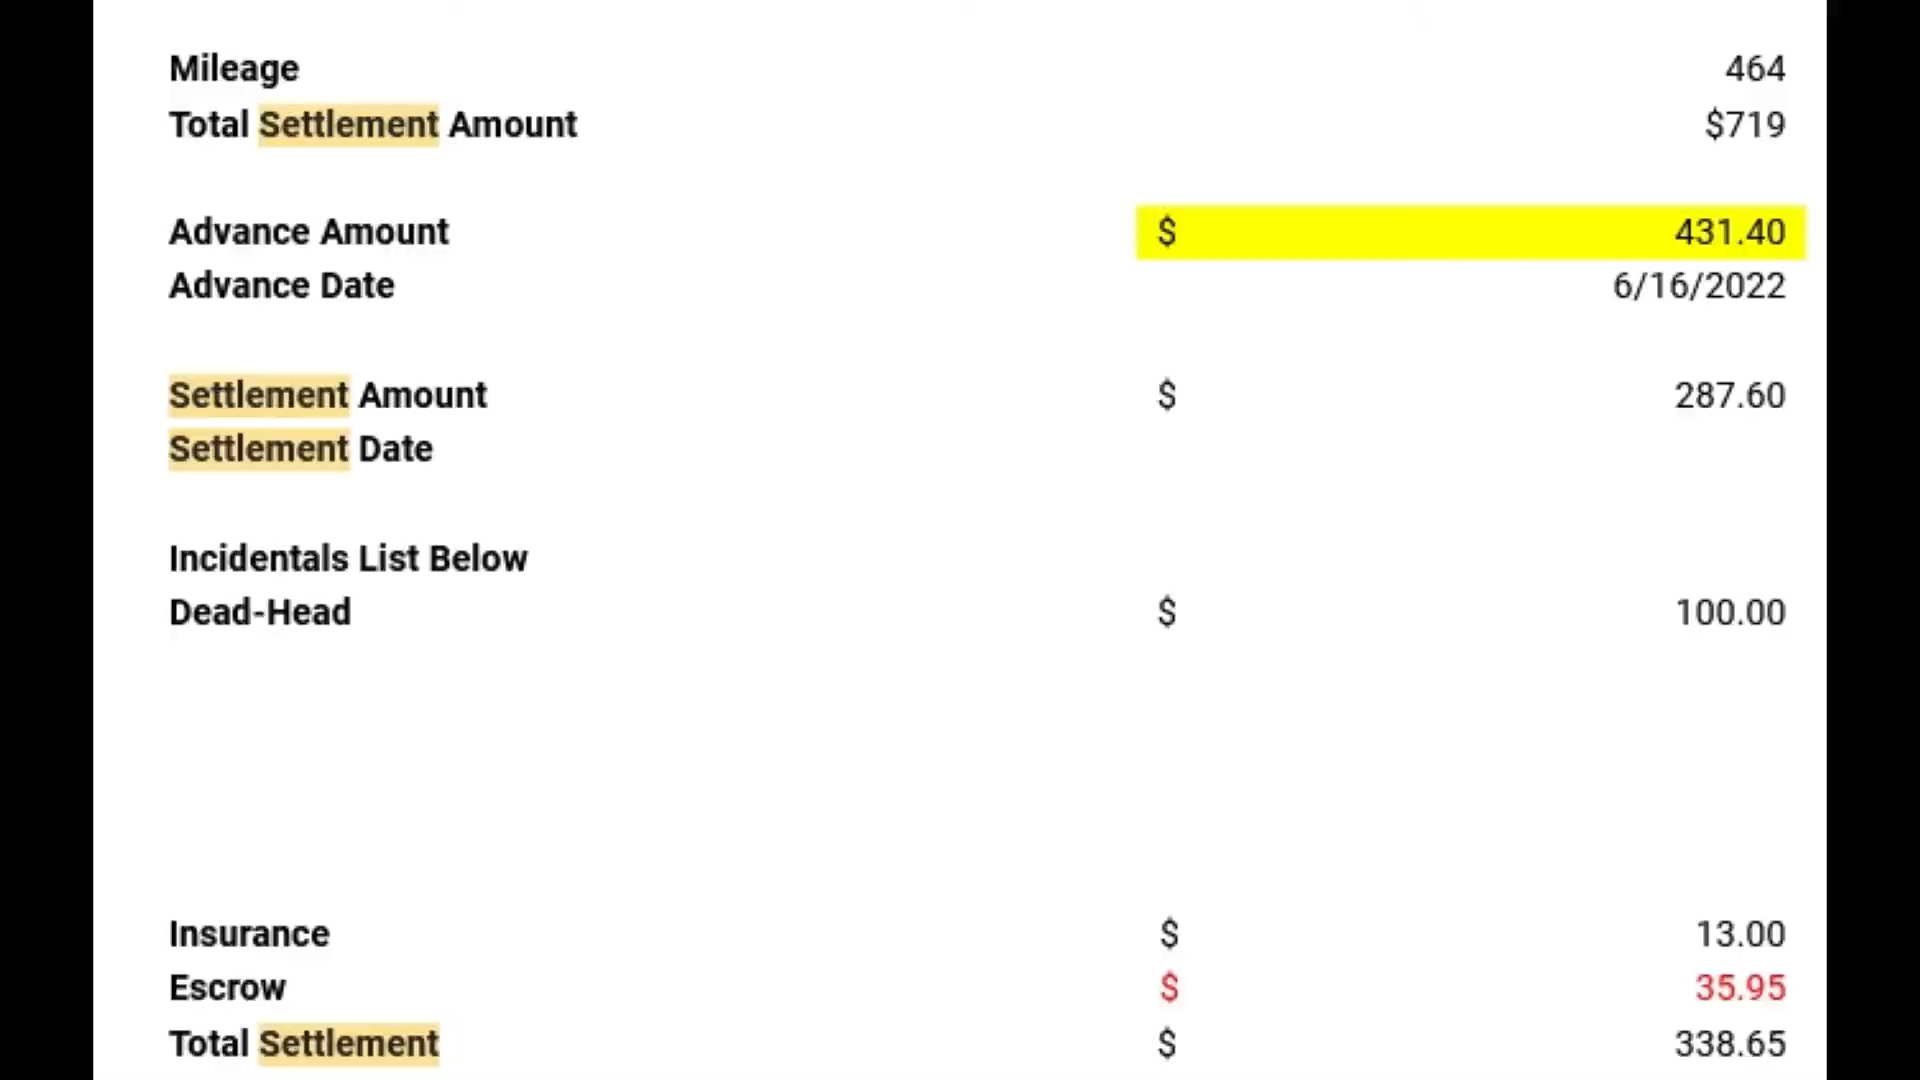 Mileage 464
Total Settlement Amount $719
Advance Amount $ 431.40
Advance Date 6/16/2022
Settlement Amount $ 287.60
Settlement Date
Incidentals List Below
Dead-Head $ 100.00
Insurance $ 13.00
Escrow $ 35.95
Total Settlement $ 338.65